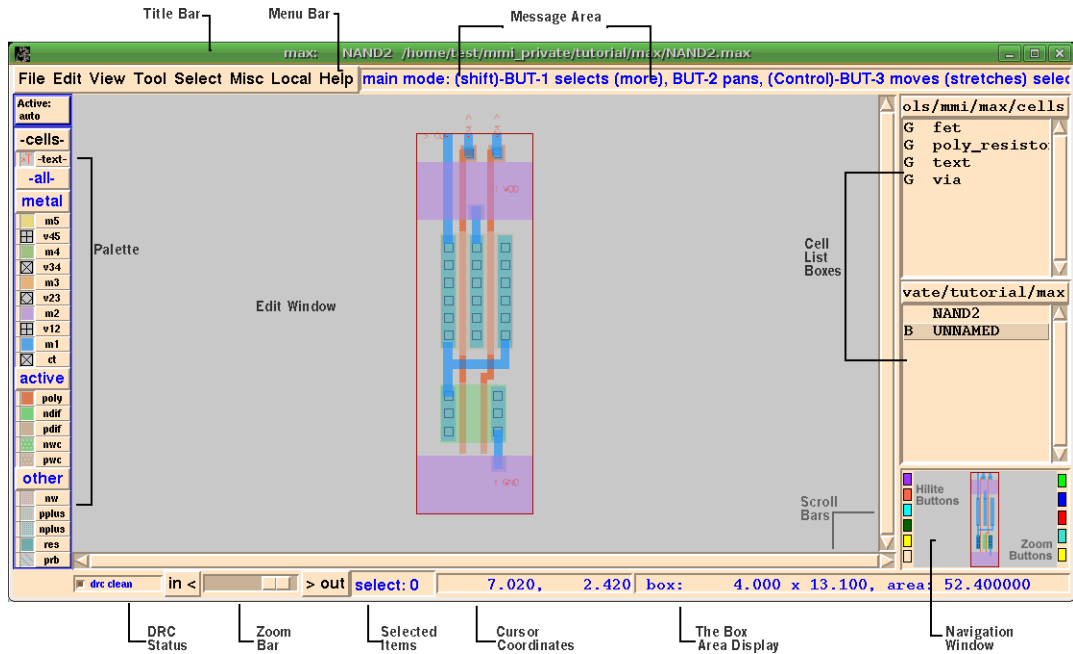 Title Bar
Menu Bar
Message Area
max: NAND2 /home/test/mmi_private/tutorial/max/NAND2.max
File Edit View Tool Select Misc Local Help
main mode: (shift)-BUT-1 selects (more), BUT-2 pans, (Control)-BUT-3 moves (stretches) selec
Active:
auto
-cells-
-text-
-all-
metal
m5
v45
m4
v34
m3
v23
m2
v12
m1
ct
active
poly
ndif
pdif
nwc
pwc
other
nw
pplus
nplus
res
prb
Palette
Edit Window
VDD
GND
Scroll
Bars
ols/mmi/max/cells
G fet
G poly_resisto
G text
G via
Cell
List
Boxes
vate/tutorial/max
NAND2
B UNNAMED
Hilite
Buttons
Zoom
Buttons
drc clean
in <
> out
select: 0
7.020, 2.420
box: 4.000 x 13.100, area: 52.400000
DRC
Status
Zoom
Bar
Selected
Items
Cursor
Coordinates
The Box
Area Display
Navigation
Window